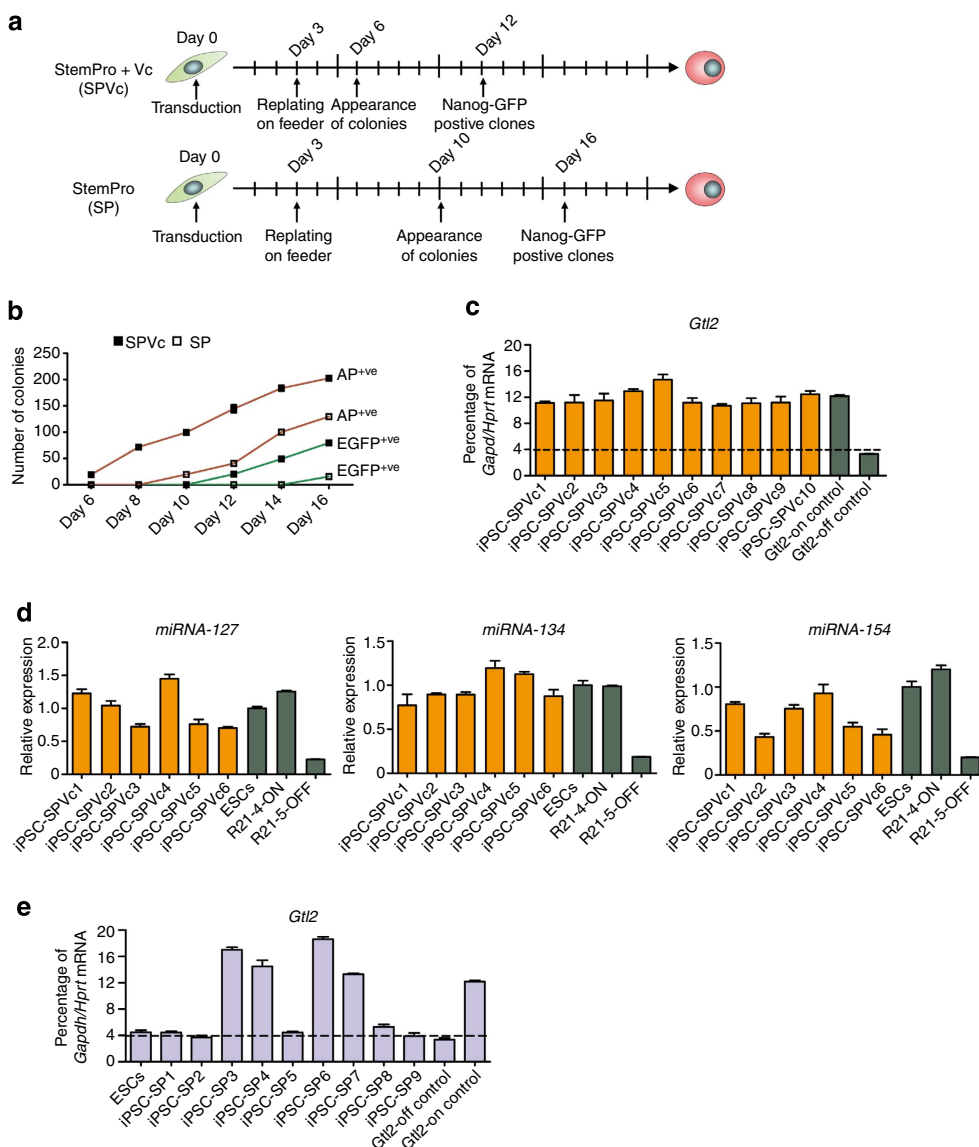 a
Day 0
Day 3
Day 6
Day 12
StemPro + Vc
(SPVc)
Transduction
Replating
on feeder
Appearance
of colonies
Nanog-GFP
postive clones
Day 0
Day 3
Day 10
Day 16
StemPro
(SP)
Transduction
Replating
on feeder
Appearance
of colonies
Nanog-GFP
postive clones
b
SPVc
SP
Number of colonies
250
200
150
100
50
0
AP+ve
AP+ve
EGFP+ve
EGFP+ve
Day 6
Day 8
Day 10
Day 12
Day 14
Day 16
c
Gtl2
Percentage of
Gapd/Hprt mRNA
20
16
12
8
4
0
iPSC-SPVc1
iPSC-SPVc2
iPSC-SPVc3
iPSC-SPVc4
iPSC-SPVc5
iPSC-SPVc6
iPSC-SPVc7
iPSC-SPVc8
iPSC-SPVc9
iPSC-SPVc10
Gtl2-on control
Gtl2-off control
d
miRNA-127
Relative expression
2.0
1.5
1.0
0.5
0
iPSC-SPVc1
iPSC-SPVc2
iPSC-SPVc3
iPSC-SPVc4
iPSC-SPVc5
iPSC-SPVc6
ESCs
R21-4-ON
R21-5-OFF
miRNA-134
Relative expression
1.5
1.0
0.5
0
iPSC-SPVc1
iPSC-SPVc2
iPSC-SPVc3
iPSC-SPVc4
iPSC-SPVc5
iPSC-SPVc6
ESCs
R21-4-ON
R21-5-OFF
miRNA-154
Relative expression
1.5
1.0
0.5
0
iPSC-SPVc1
iPSC-SPVc2
iPSC-SPVc3
iPSC-SPVc4
iPSC-SPVc5
iPSC-SPVc6
ESCs
R21-4-ON
R21-5-OFF
e
Gtl2
Percentage of
Gapdh/Hprt mRNA
20
16
12
8
4
0
ESCs
iPSC-SP1
iPSC-SP2
iPSC-SP3
iPSC-SP4
iPSC-SP5
iPSC-SP6
iPSC-SP7
iPSC-SP8
iPSC-SP9
Gtl2-off control
Gtl2-on control